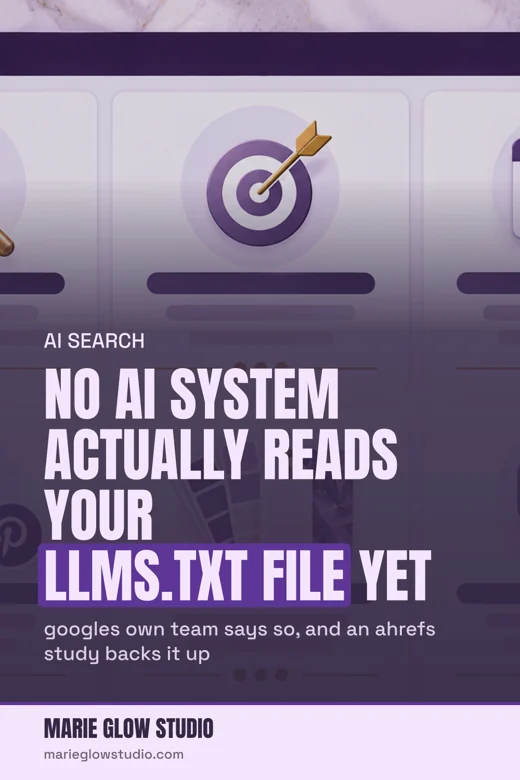 AI SEARCH
NO AI SYSTEM
ACTUALLY READS
YOUR
LLMS.TXT FILE YET
googles own team says so, and an ahrefs
study backs it up
MARIE GLOW STUDIO
marieglowstudio.com